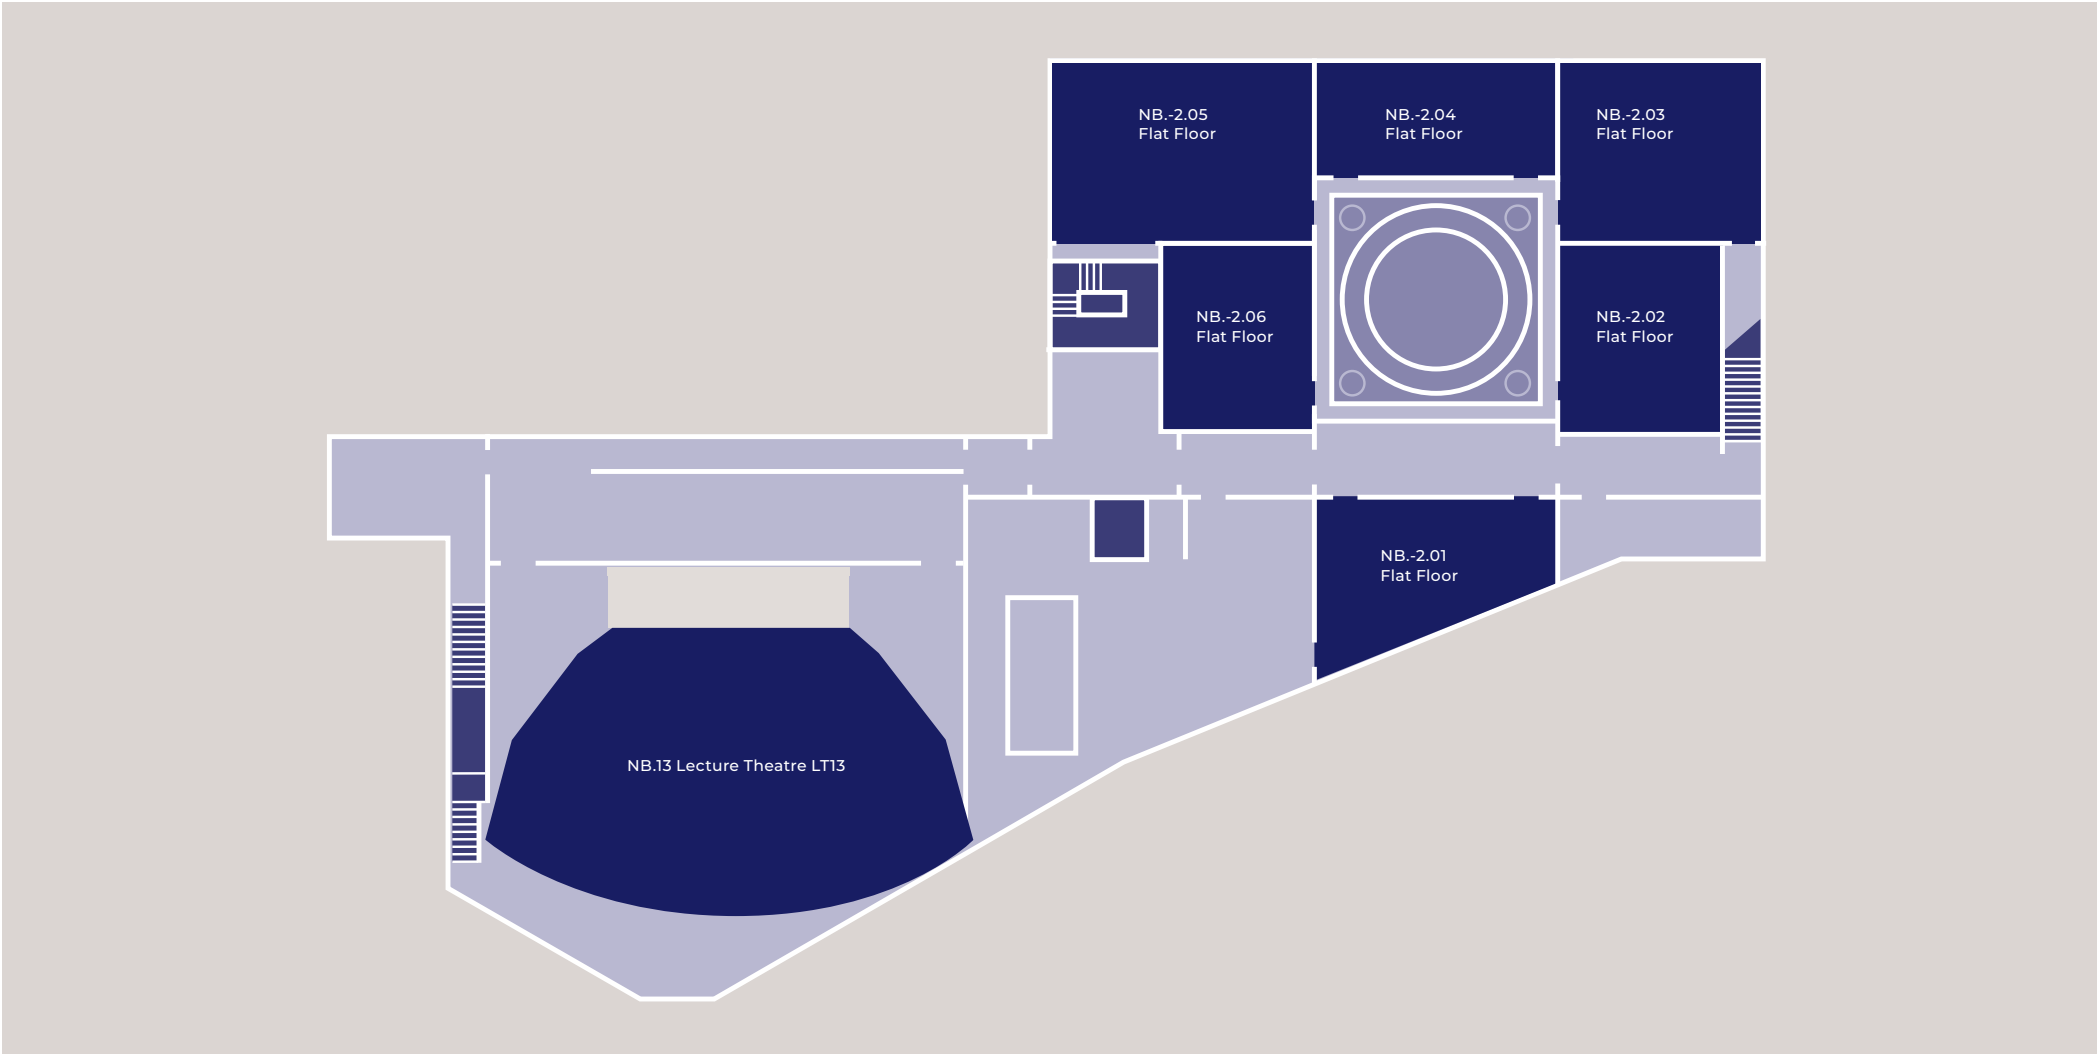 NB.-2.05
Flat Floor
NB.-2.04
Flat Floor
NB.-2.03
Flat Floor
NB.-2.06
Flat Floor
NB.-2.02
Flat Floor
NB.-2.01
Flat Floor
NB.13 Lecture Theatre LT13